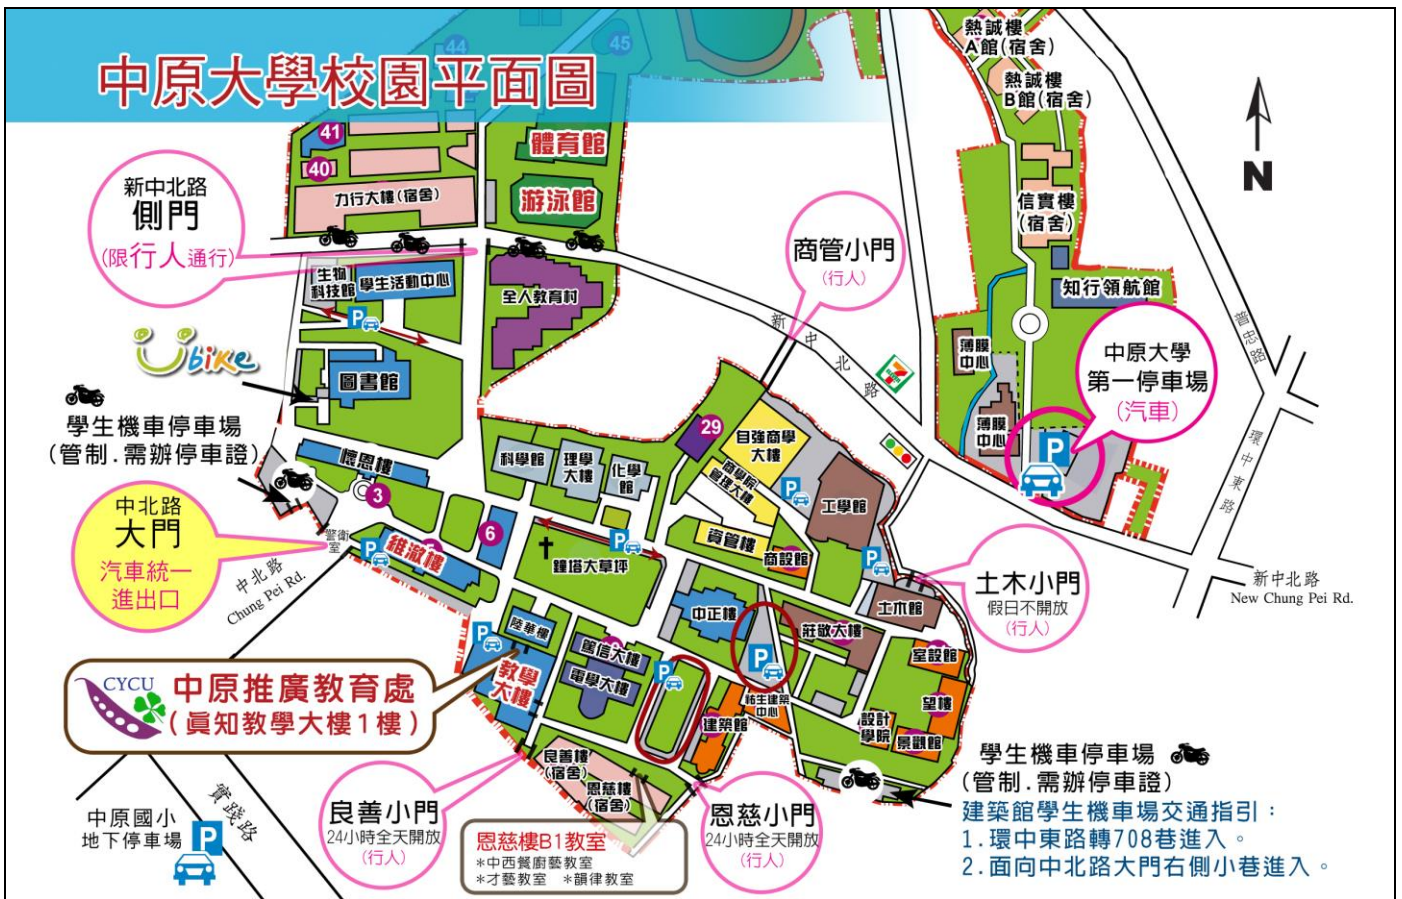 中原大學校園平面圖
44
45
41
40
體育館
游泳館
力行大樓(宿舍)
熱誠樓
A館(宿舍)
熱誠樓
B館(宿舍)
信實樓
(宿舍)
知行領航館
N
新中北路
側門
(限行人通行)
商管小門
(行人)
生物
科技館
學生活動中心
全人教育村
P
新中北路
普忠路
環中東路
薄膜
中心
薄膜
中心
中原大學
第一停車場
(汽車)
P
Ubike
圖書館
學生機車停車場
(管制.需辦停車證)
7
ELEVEN
29
自強商學
大樓
商學院
管理大樓
P
工學館
資管樓
商設館
P
懷恩樓
3
科學館
理學
大樓
化學
館
6
中北路
大門
汽車統一
進出口
警衛
室
中北路
Chung Pei Rd.
P
維澈樓
鐘塔大草坪
P
土木小門
假日不開放
(行人)
新中北路
New Chung Pei Rd.
土木館
中正樓
莊敬大樓
P
室設館
望樓
設計
學院
景觀館
P
陸華樓
教學
大樓
篤信大樓
電學大樓
P
建築館
祐生建築
中心
CYCU
中原推廣教育處
(真知教學大樓1樓)
良善樓
(宿舍)
恩慈樓
(宿舍)
良善小門
24小時全天開放
(行人)
恩慈小門
24小時全天開放
(行人)
恩慈樓B1教室
*中西餐廚藝教室
*才藝教室 *韻律教室
實踐路
中原國小
地下停車場
P
學生機車停車場
(管制.需辦停車證)
建築館學生機車場交通指引：
1.環中東路轉708巷進入。
2.面向中北路大門右側小巷進入。